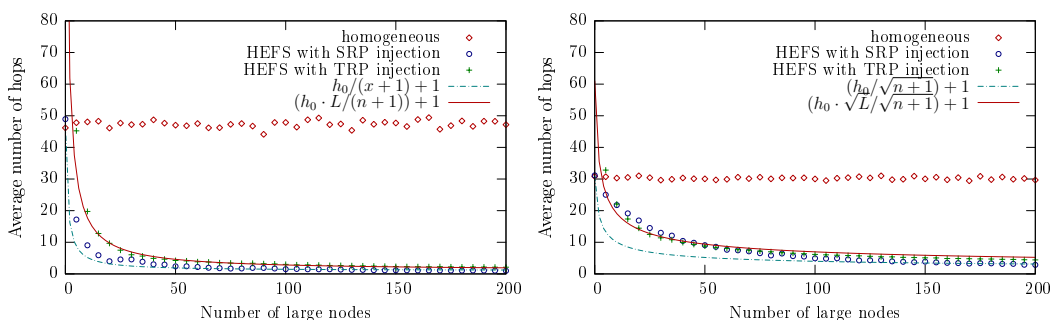 80
70
60
50
40
30
20
10
0
Average number of hops
homogeneous
HEFS with SRP injection
HEFS with TRP injection
h₀/(x + 1) + 1
(h₀ · L/(n + 1)) + 1
0 50 100 150 200
Number of large nodes
80
70
60
50
40
30
20
10
0
Average number of hops
homogeneous
HEFS with SRP injection
HEFS with TRP injection
(h₀/√(n + 1)) + 1
(h₀ · √L/√(n + 1)) + 1
0 50 100 150 200
Number of large nodes